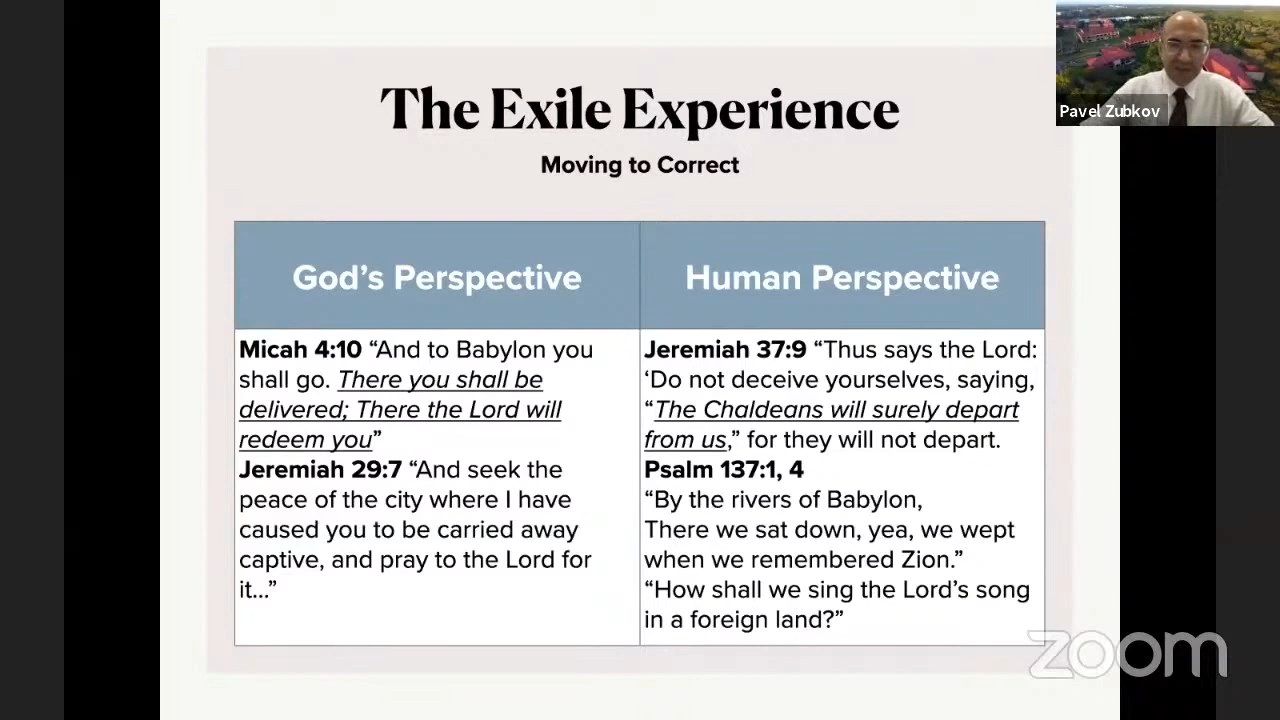 The Exile Experience
Moving to Correct
God’s Perspective
Human Perspective
Micah 4:10 “And to Babylon you
shall go. There you shall be
delivered; There the Lord will
redeem you”
Jeremiah 29:7 “And seek the
peace of the city where I have
caused you to be carried away
captive, and pray to the Lord for
it...”
Jeremiah 37:9 “Thus says the Lord:
‘Do not deceive yourselves, saying,
“The Chaldeans will surely depart
from us,” for they will not depart.
Psalm 137:1, 4
“By the rivers of Babylon,
There we sat down, yea, we wept
when we remembered Zion.”
“How shall we sing the Lord’s song
in a foreign land?”
Pavel Zubkov
zoom